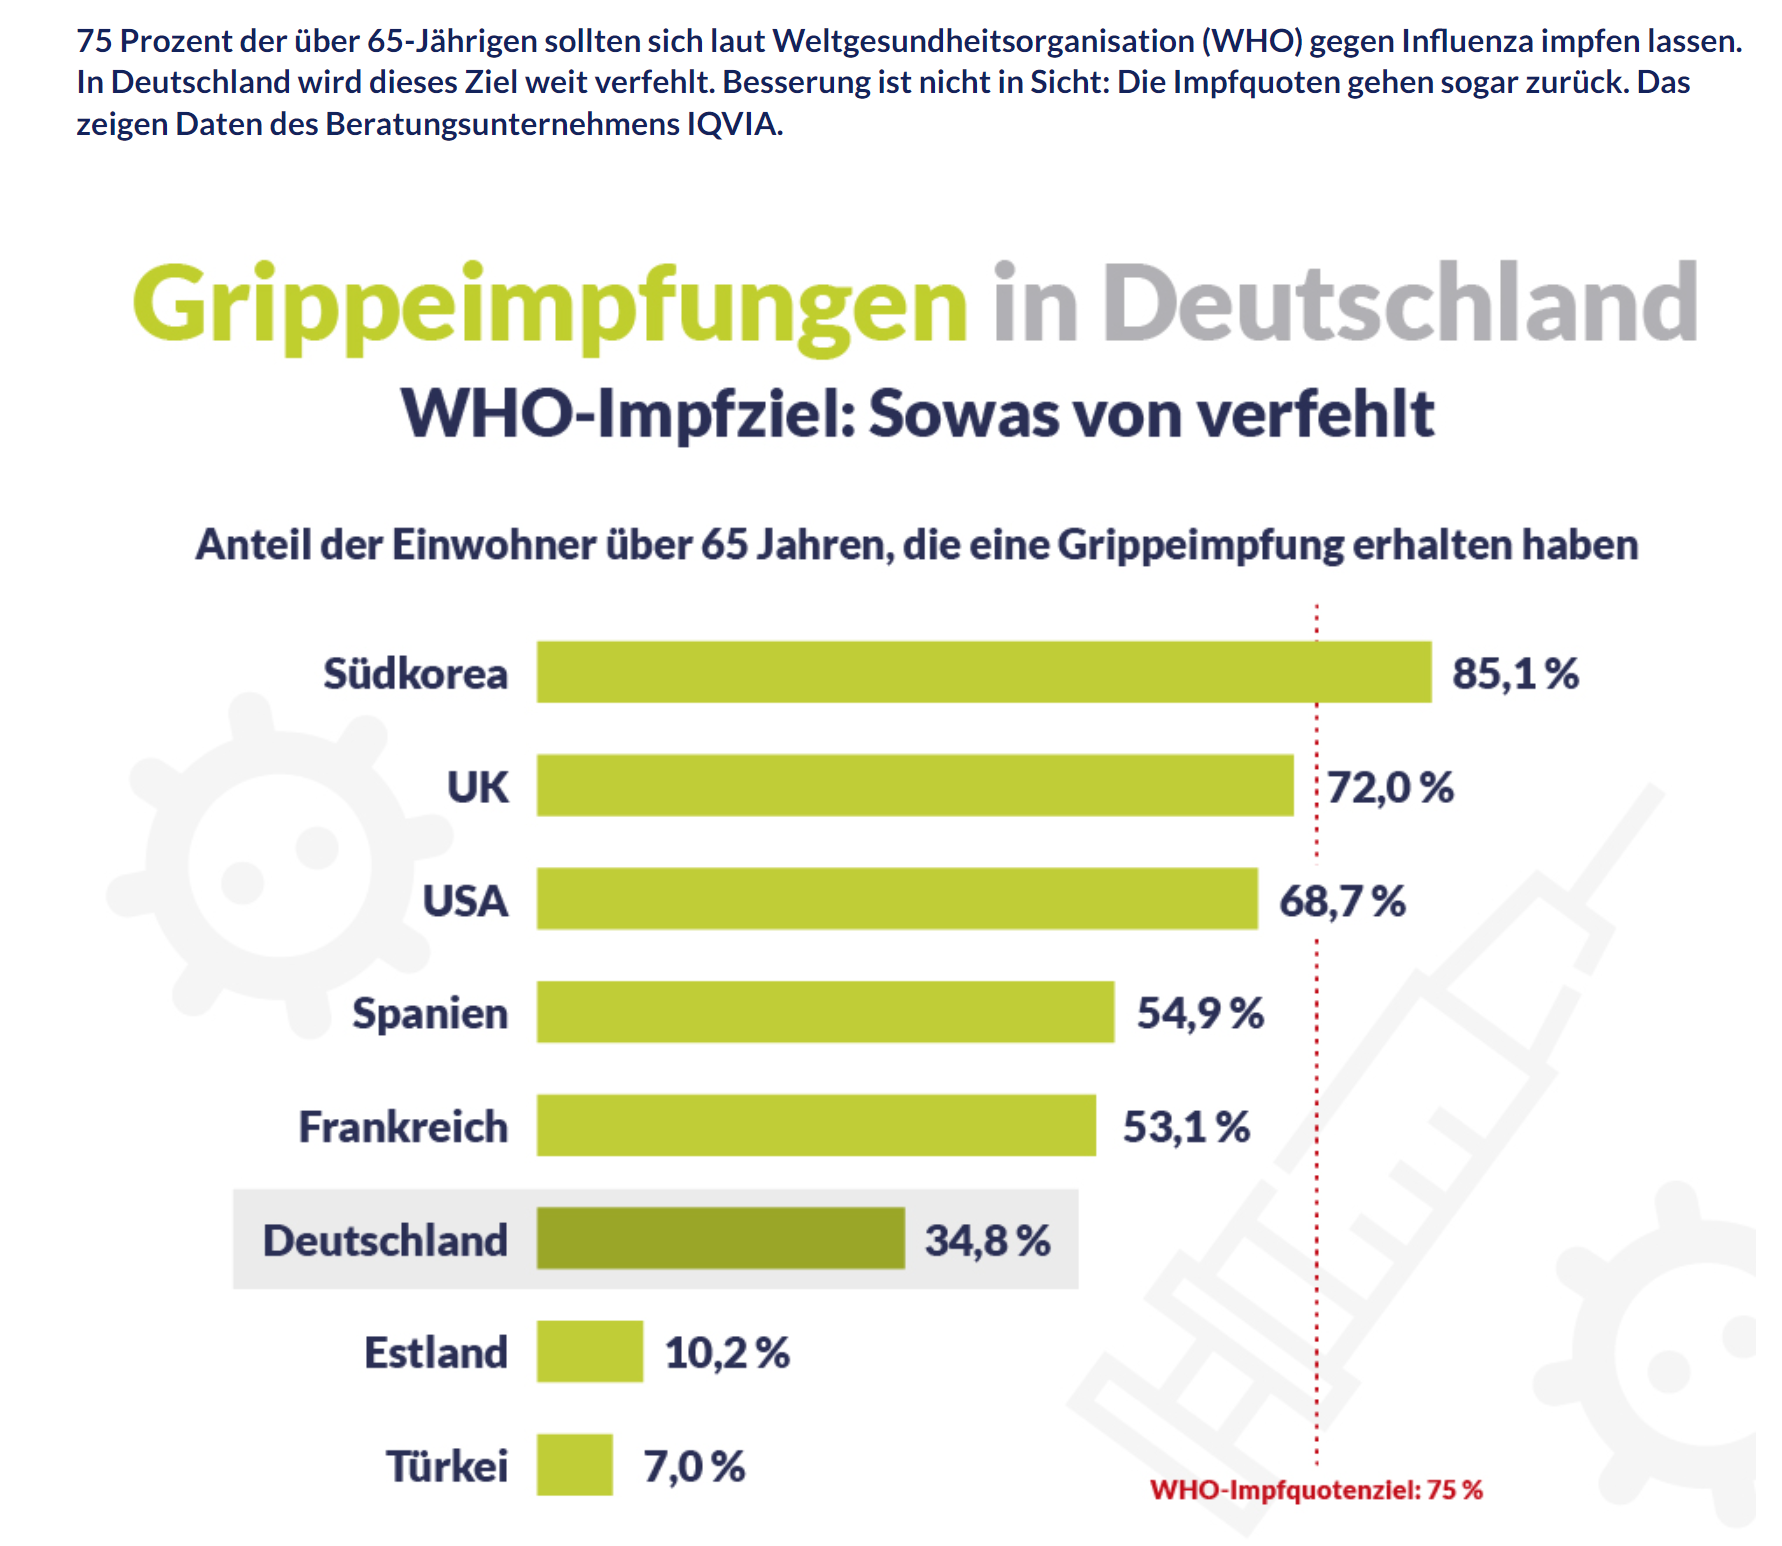 75 Prozent der über 65-Jährigen sollten sich laut Weltgesundheitsorganisation (WHO) gegen Influenza impfen lassen.
In Deutschland wird dieses Ziel weit verfehlt. Besserung ist nicht in Sicht: Die Impfquoten gehen sogar zurück. Das
zeigen Daten des Beratungsunternehmens IQVIA.
Grippeimpfungen in Deutschland
WHO-Impfziel: Sowas von verfehlt
Anteil der Einwohner über 65 Jahren, die eine Grippeimpfung erhalten haben
Südkorea 85,1 %
UK 72,0 %
USA 68,7 %
Spanien 54,9 %
Frankreich 53,1 %
Deutschland 34,8 %
Estland 10,2 %
Türkei 7,0 %
WHO-Impfquotenziel: 75 %